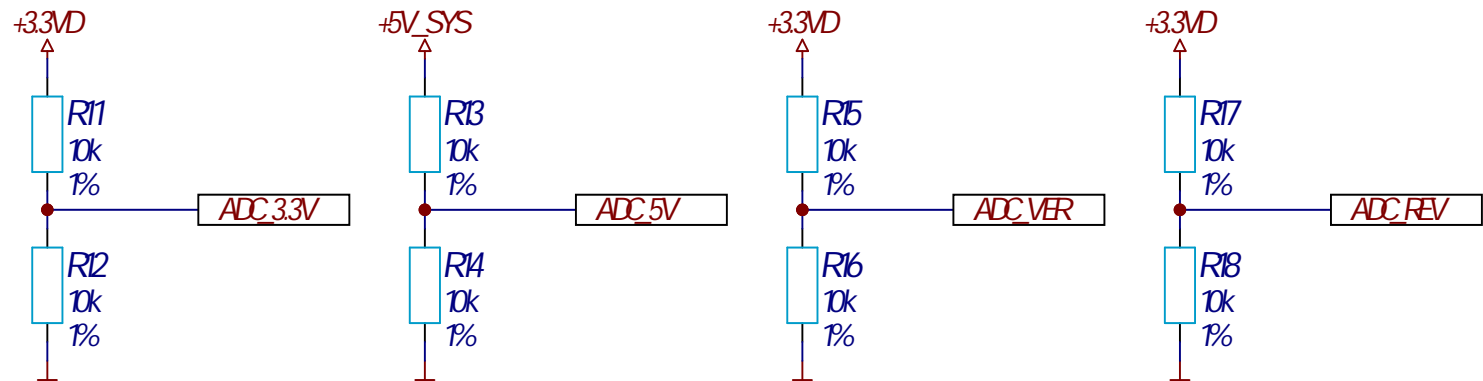 +3.3VD
R11
10k
1%
ADC_3.3V
R12
10k
1%
+5V_SYS
R13
10k
1%
ADC_5V
R14
10k
1%
+3.3VD
R15
10k
1%
ADC_VER
R16
10k
1%
+3.3VD
R17
10k
1%
ADC_REV
R18
10k
1%